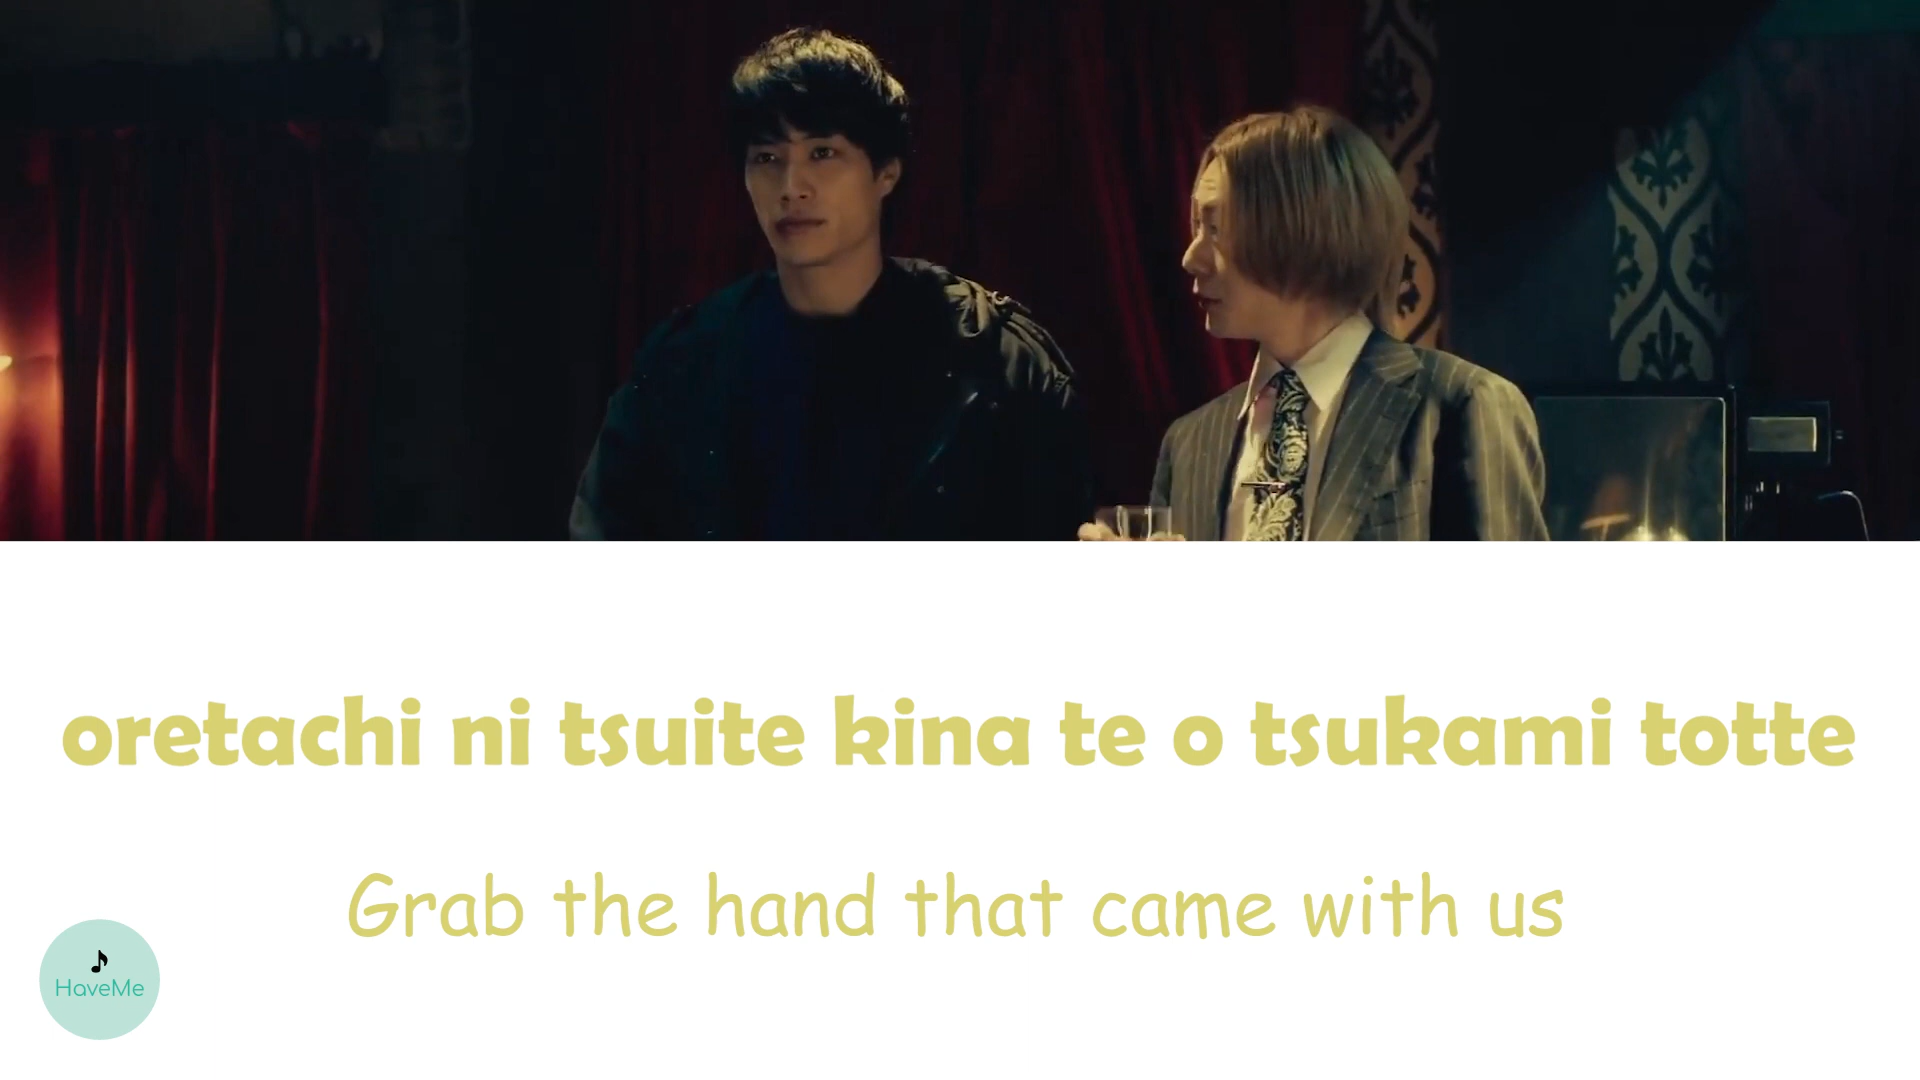 oretachi ni tsuite kina te o tsukami totte
Grab the hand that came with us
HaveMe